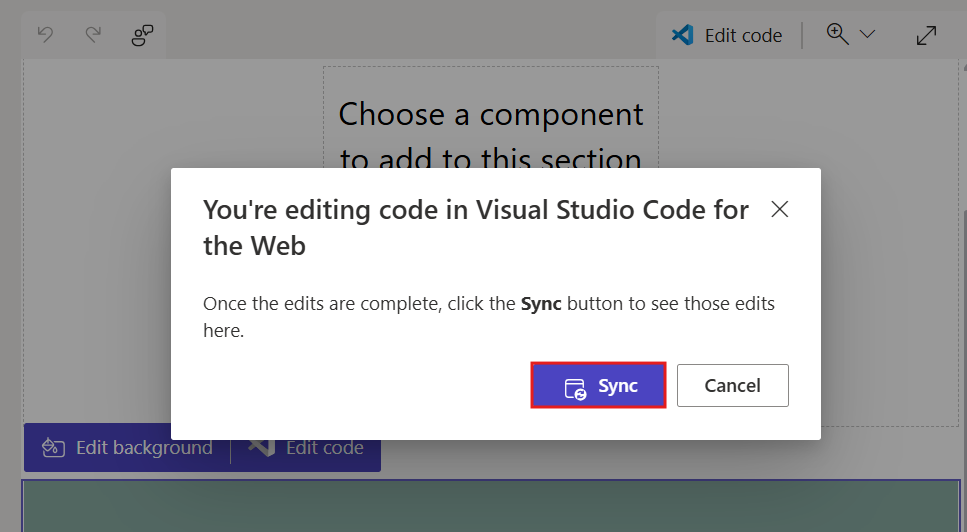 Edit code
Choose a component
to add to this section
You're editing code in Visual Studio Code for
the Web
Once the edits are complete, click the Sync button to see those edits
here.
Sync
Cancel
Edit background
Edit code